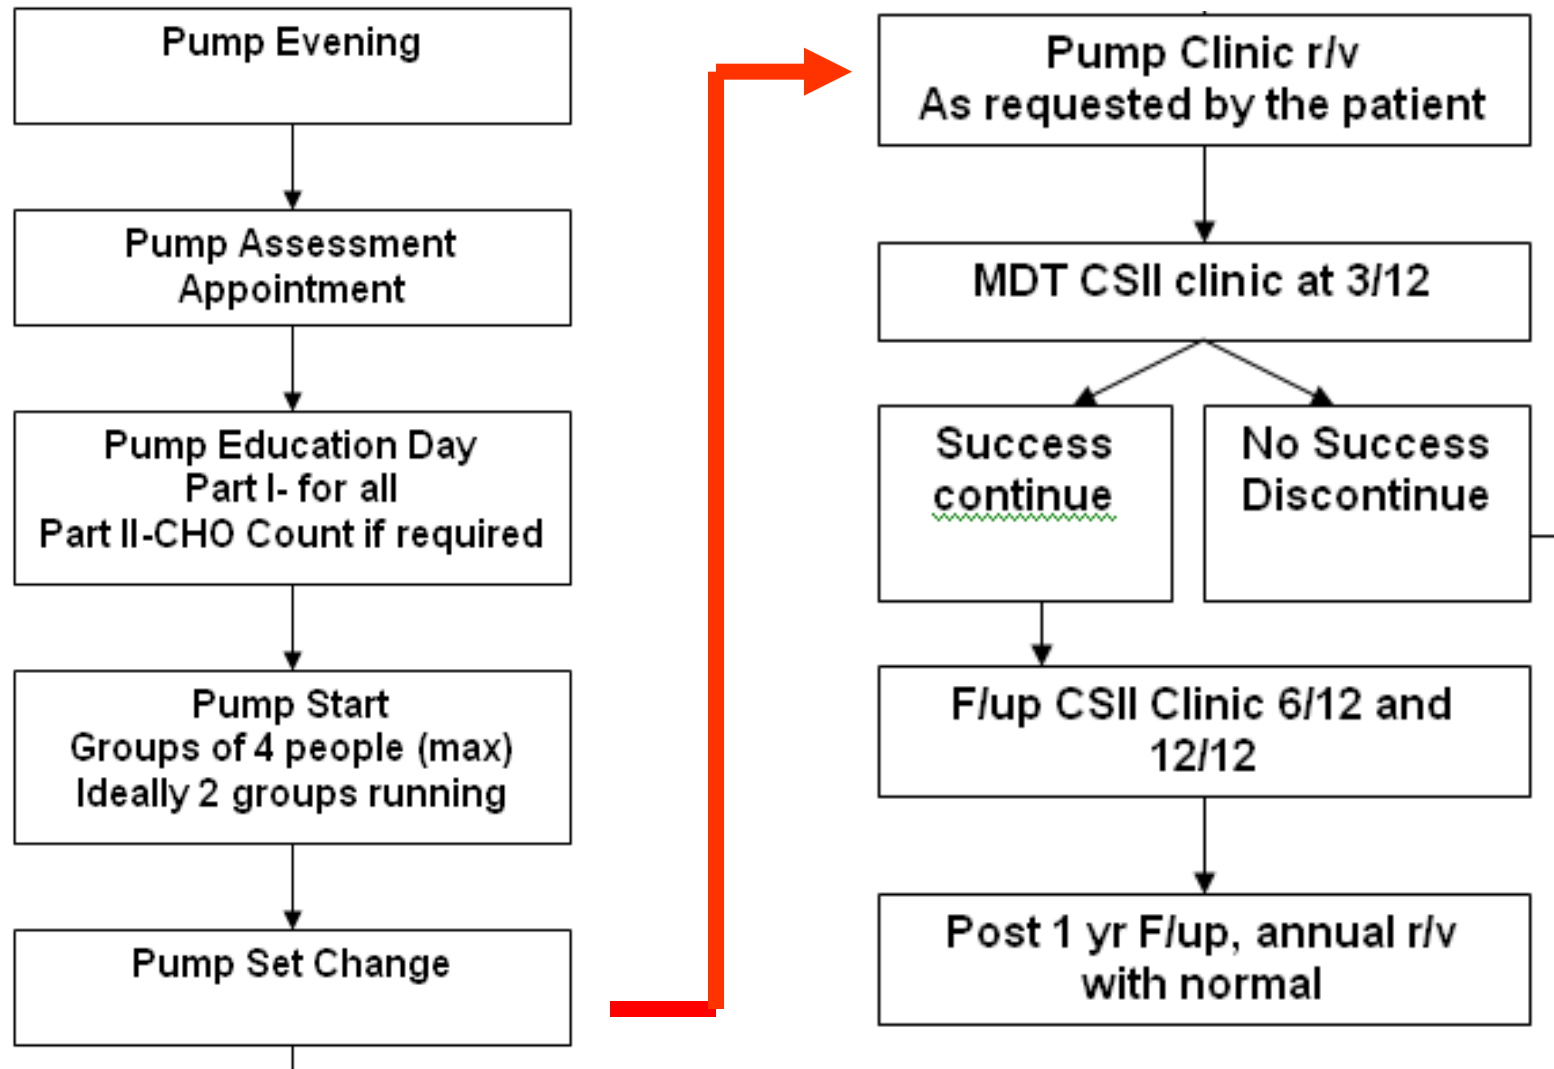 Pump Evening
Pump Assessment
Appointment
Pump Education Day
Part I- for all
Part II-CHO Count if required
Pump Start
Groups of 4 people (max)
Ideally 2 groups running
Pump Set Change
Pump Clinic r/v
As requested by the patient
MDT CSII clinic at 3/12
Success
continue
No Success
Discontinue
F/up CSII Clinic 6/12 and
12/12
Post 1 yr F/up, annual r/v
with normal